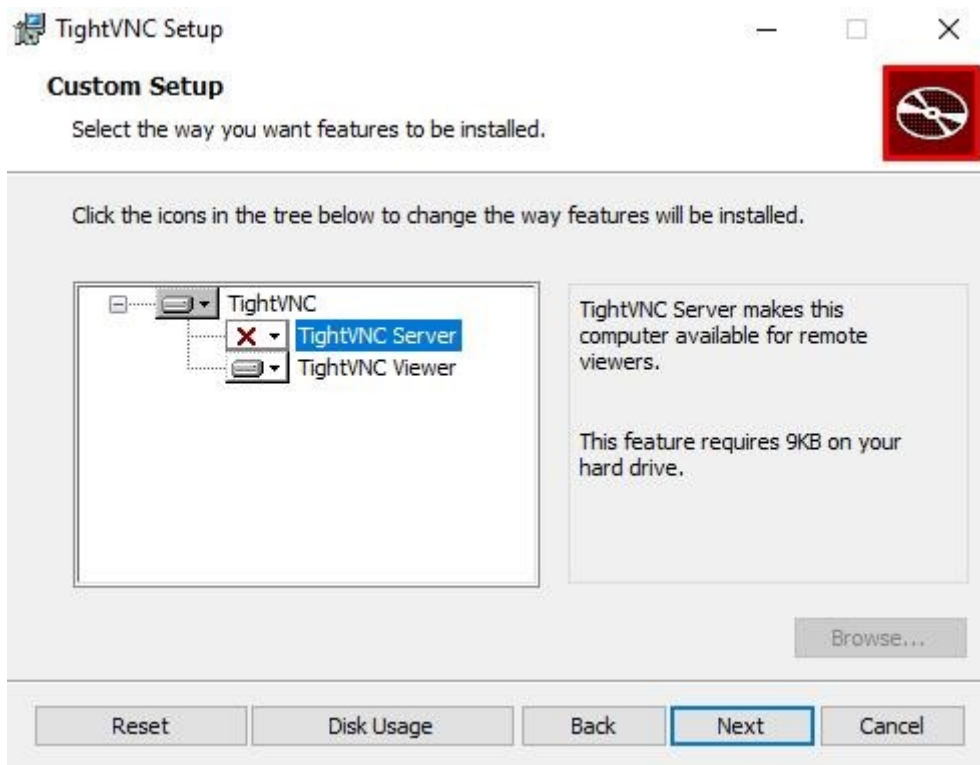 TightVNC Setup
Custom Setup
Select the way you want features to be installed.
Click the icons in the tree below to change the way features will be installed.
TightVNC
TightVNC Server
TightVNC Viewer
TightVNC Server makes this
computer available for remote
viewers.
This feature requires 9KB on your
hard drive.
Browse...
Reset
Disk Usage
Back
Next
Cancel